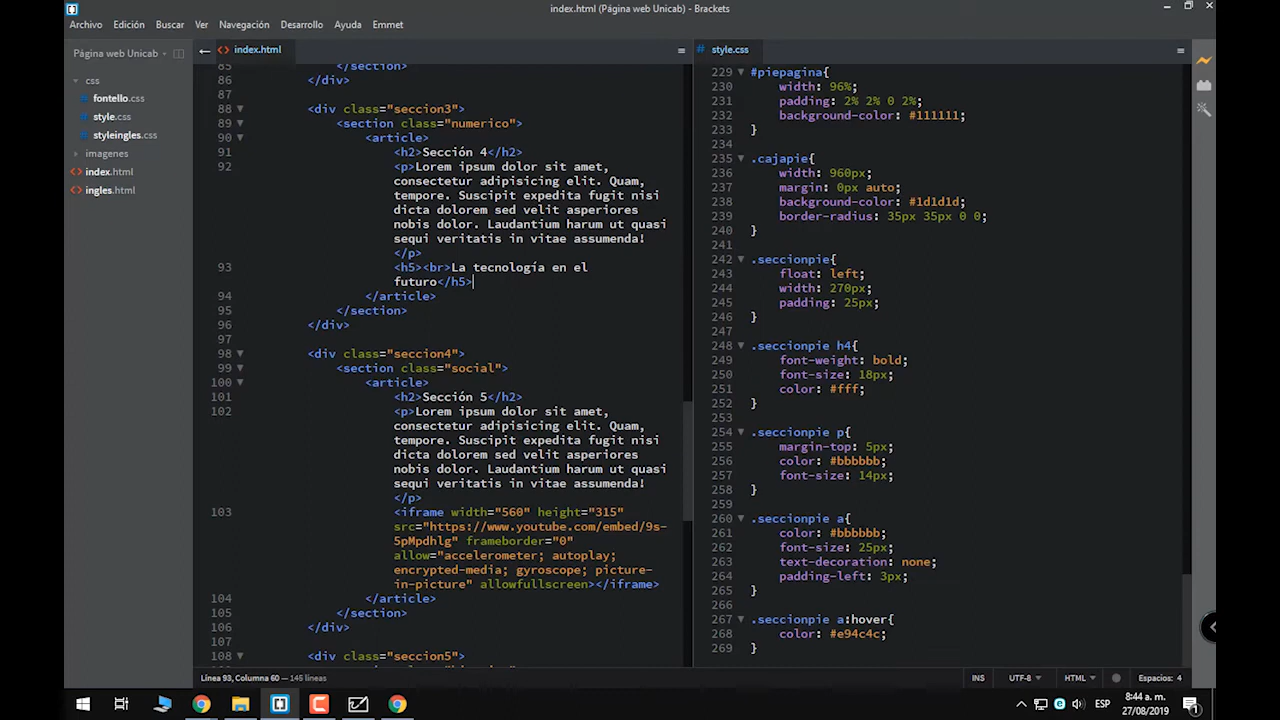 index.html (Página web Unicab) - Brackets
Archivo Edición Buscar Ver Navegación Desarrollo Ayuda Emmet
Página web Unicab
css
fontello.css
style.css
styleingles.css
imagenes
index.html
ingles.html
index.html
85 </section>
86 </div>
87
88 <div class="seccion3">
89 <section class="numerico">
90 <article>
91 <h2>Sección 4</h2>
92 <p>Lorem ipsum dolor sit amet,
consectetur adipisicing elit. Quam,
tempore. Suscipit expedita fugit nisi
dicta dolorem sed velit asperiores
nobis dolor. Laudantium harum ut quasi
sequi veritatis in vitae assumenda!
</p>
93 <h5><br>La tecnología en el
futuro</h5>
94 </article>
95 </section>
96 </div>
97
98 <div class="seccion4">
99 <section class="social">
100 <article>
101 <h2>Sección 5</h2>
102 <p>Lorem ipsum dolor sit amet,
consectetur adipisicing elit. Quam,
tempore. Suscipit expedita fugit nisi
dicta dolorem sed velit asperiores
nobis dolor. Laudantium harum ut quasi
sequi veritatis in vitae assumenda!
</p>
103 <iframe width="560" height="315"
src="https://www.youtube.com/embed/9s-
5pMpdhlg" frameborder="0"
allow="accelerometer; autoplay;
encrypted-media; gyroscope; picture-
in-picture" allowfullscreen></iframe>
104 </article>
105 </section>
106 </div>
107
108 <div class="seccion5">
style.css
229 #piepagina{
230 width: 96%;
231 padding: 2% 2% 0 2%;
232 background-color: #111111;
233 }
234
235 .cajapie{
236 width: 960px;
237 margin: 0px auto;
238 background-color: #1d1d1d;
239 border-radius: 35px 35px 0 0;
240 }
241
242 .seccionpie{
243 float: left;
244 width: 270px;
245 padding: 25px;
246 }
247
248 .seccionpie h4{
249 font-weight: bold;
250 font-size: 18px;
251 color: #fff;
252 }
253
254 .seccionpie p{
255 margin-top: 5px;
256 color: #bbbbbb;
257 font-size: 14px;
258 }
259
260 .seccionpie a{
261 color: #bbbbbb;
262 font-size: 25px;
263 text-decoration: none;
264 padding-left: 3px;
265 }
266
267 .seccionpie a:hover{
268 color: #e94c4c;
269 }
Línea 93, Columna 60 — 145 líneas
INS UTF-8 HTML Espacios: 4
ESP
8:44 a. m.
27/08/2019
1